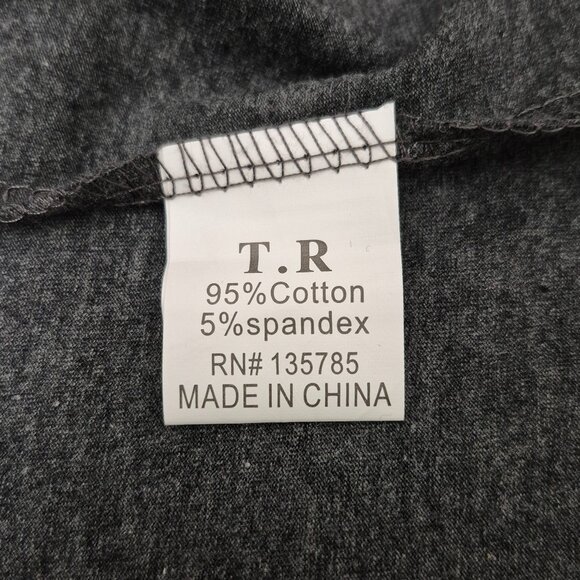 T.R
95%Cotton
5%spandex
RN# 135785
MADE IN CHINA